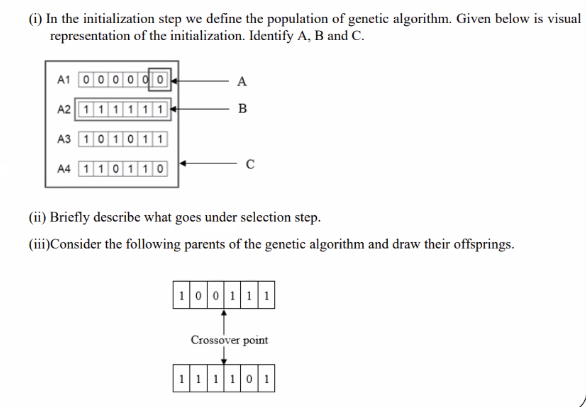 (i) In the initialization step we define the population of genetic algorithm. Given below is visual
representation of the initialization. Identify A, B and C.
A1 0 0 0 0 0 0 A
A2 1 1 1 1 1 1 B
A3 1 0 1 0 1 1
A4 1 1 0 1 1 0 C
(ii) Briefly describe what goes under selection step.
(iii)Consider the following parents of the genetic algorithm and draw their offsprings.
1 0 0 1 1 1
Crossover point
1 1 1 1 0 1